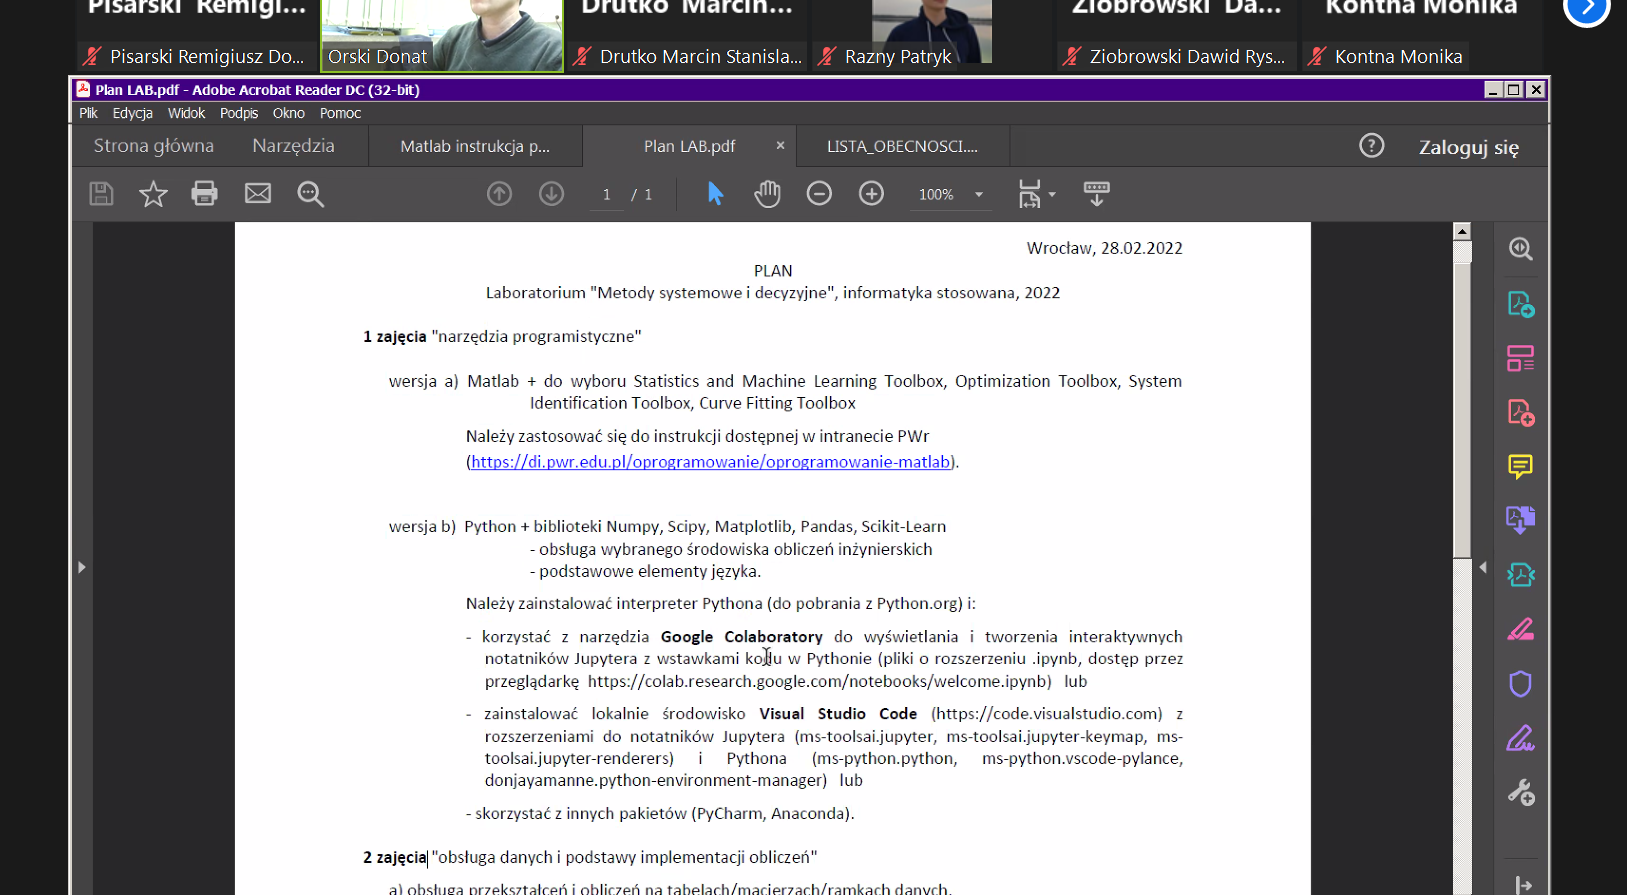 Pisarski Remigi... Drutko Marcin... Ziobrowski Da... Kontna Monika
Pisarski Remigiusz Do... Orski Donat Drutko Marcin Stanisla... Razny Patryk Ziobrowski Dawid Rys... Kontna Monika
Plan LAB.pdf - Adobe Acrobat Reader DC (32-bit)
Plik Edycja Widok Podpis Okno Pomoc
Strona główna Narzędzia Matlab instrukcja p... Plan LAB.pdf × LISTA_OBECNOSCI.... ? Zaloguj się
1 / 1 100%
Wrocław, 28.02.2022
PLAN
Laboratorium "Metody systemowe i decyzyjne", informatyka stosowana, 2022
1 zajęcia "narzędzia programistyczne"
wersja a) Matlab + do wyboru Statistics and Machine Learning Toolbox, Optimization Toolbox, System
Identification Toolbox, Curve Fitting Toolbox
Należy zastosować się do instrukcji dostępnej w intranecie PWr
(https://di.pwr.edu.pl/oprogramowanie/oprogramowanie-matlab).
wersja b) Python + biblioteki Numpy, Scipy, Matplotlib, Pandas, Scikit-Learn
- obsługa wybranego środowiska obliczeń inżynierskich
- podstawowe elementy języka.
Należy zainstalować interpreter Pythona (do pobrania z Python.org) i:
- korzystać z narzędzia Google Colaboratory do wyświetlania i tworzenia interaktywnych
notatników Jupytera z wstawkami kodu w Pythonie (pliki o rozszerzeniu .ipynb, dostęp przez
przeglądarkę https://colab.research.google.com/notebooks/welcome.ipynb) lub
- zainstalować lokalnie środowisko Visual Studio Code (https://code.visualstudio.com) z
rozszerzeniami do notatników Jupytera (ms-toolsai.jupyter, ms-toolsai.jupyter-keymap, ms-
toolsai.jupyter-renderers) i Pythona (ms-python.python, ms-python.vscode-pylance,
donjayamanne.python-environment-manager) lub
- skorzystać z innych pakietów (PyCharm, Anaconda).
2 zajęcia "obsługa danych i podstawy implementacji obliczeń"
a) obsługa przekształceń i obliczeń na tabelach/macierzach/ramkach danych.